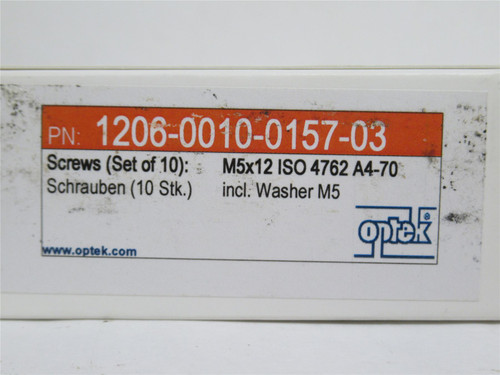 PN: 1206-0010-0157-03
Screws (Set of 10): M5x12 ISO 4762 A4-70
Schrauben (10 Stk.) incl. Washer M5
optek®
www.optek.com